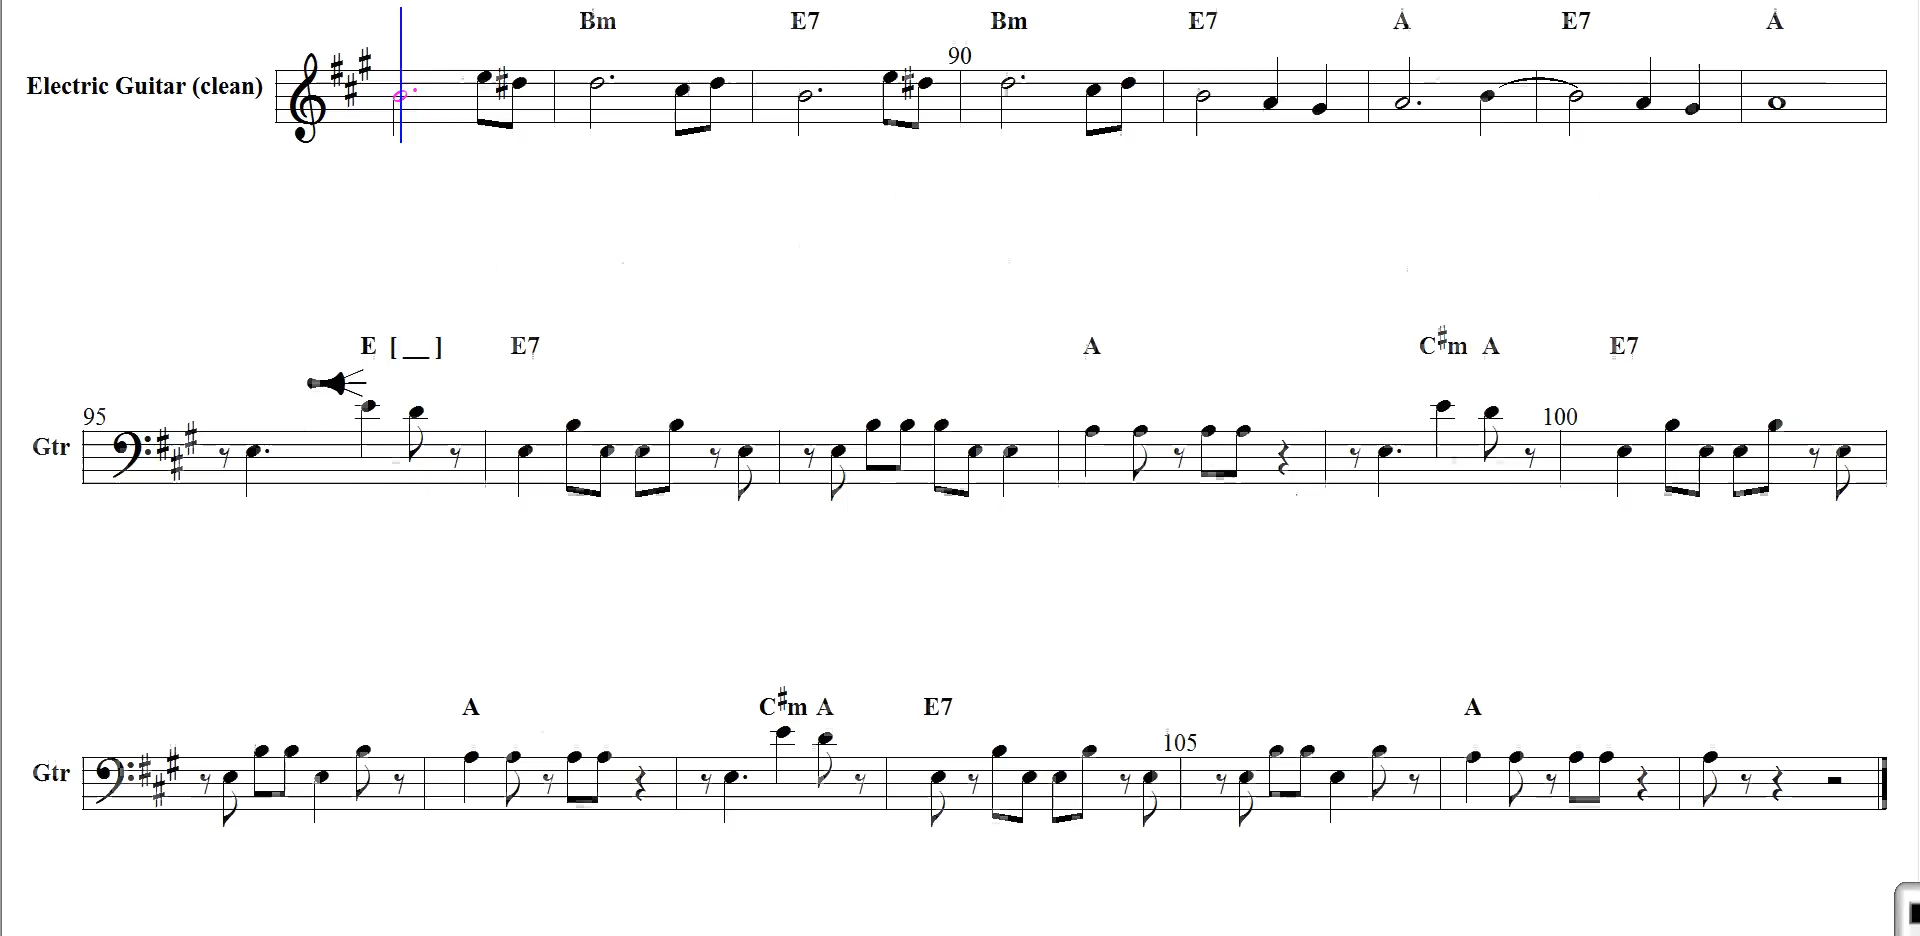 Bm E7 Bm E7 A E7 A
90
Electric Guitar (clean)
E [ __ ] E7 A C#m A E7
95 100
Gtr
A C#m A E7 A
105
Gtr